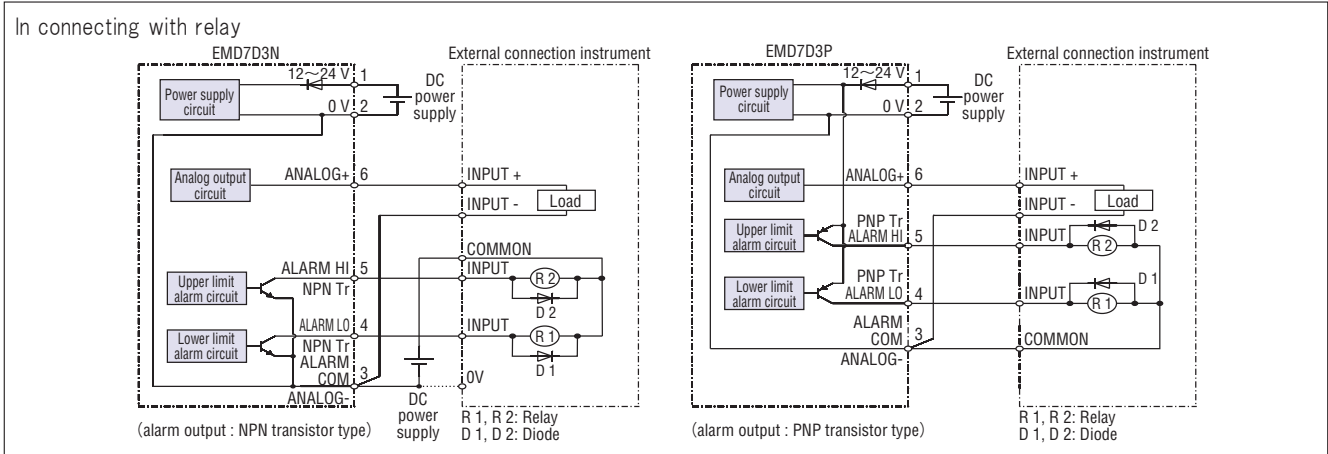 In connecting with relay
EMD7D3N
External connection instrument
Power supply
circuit
12～24 V
1
0 V
2
DC
power
supply
Analog output
circuit
ANALOG+
6
INPUT +
INPUT -
Load
COMMON
Upper limit
alarm circuit
ALARM HI
5
NPN Tr
INPUT
R 2
D 2
Lower limit
alarm circuit
ALARM LO
4
NPN Tr
INPUT
R 1
D 1
ALARM
COM
3
ANALOG-
0V
DC
power
supply
(alarm output : NPN transistor type)
R 1, R 2: Relay
D 1, D 2: Diode
EMD7D3P
External connection instrument
Power supply
circuit
12～24 V
1
0 V
2
DC
power
supply
Analog output
circuit
ANALOG+
6
INPUT +
INPUT -
Load
Upper limit
alarm circuit
PNP Tr
ALARM HI
5
INPUT
D 2
R 2
Lower limit
alarm circuit
PNP Tr
ALARM LO
4
INPUT
D 1
R 1
ALARM
COM
3
ANALOG-
COMMON
(alarm output : PNP transistor type)
R 1, R 2: Relay
D 1, D 2: Diode